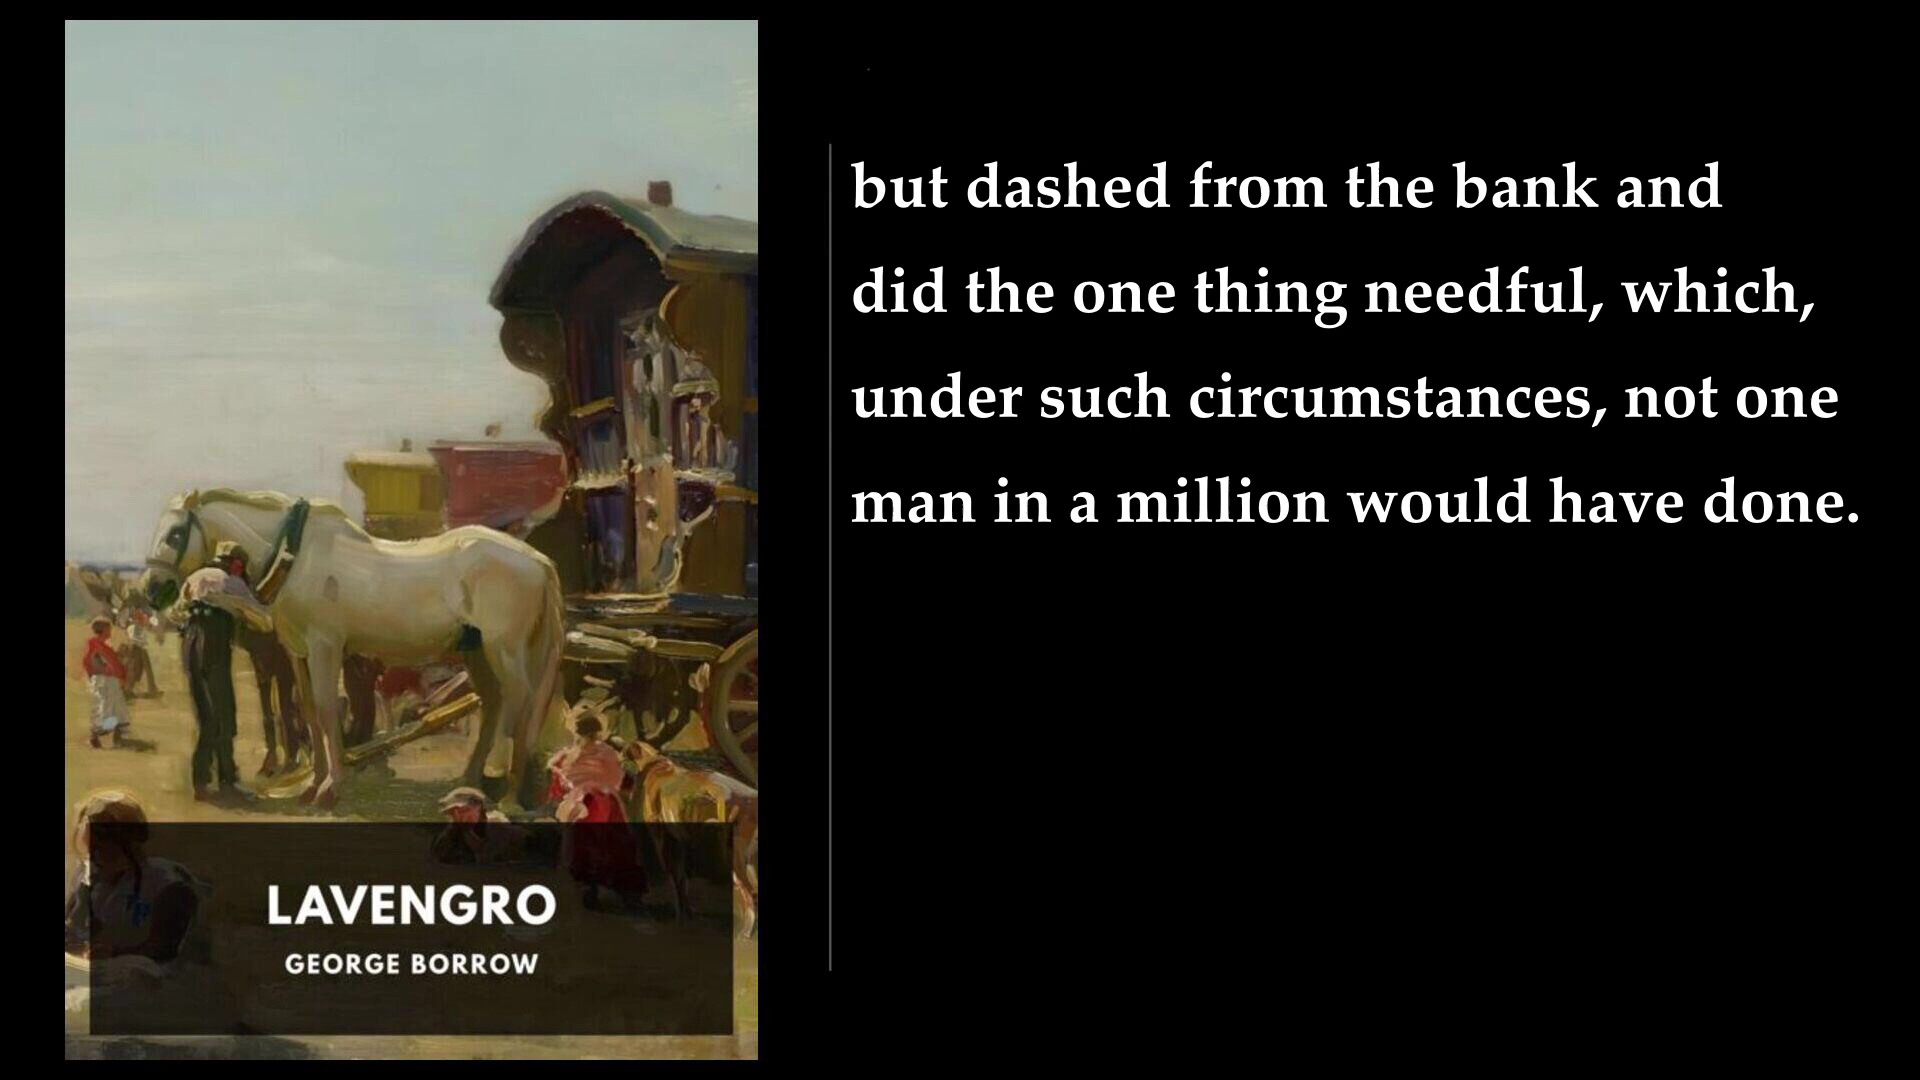 but dashed from the bank and
did the one thing needful, which,
under such circumstances, not one
man in a million would have done.
LAVENGRO
GEORGE BORROW